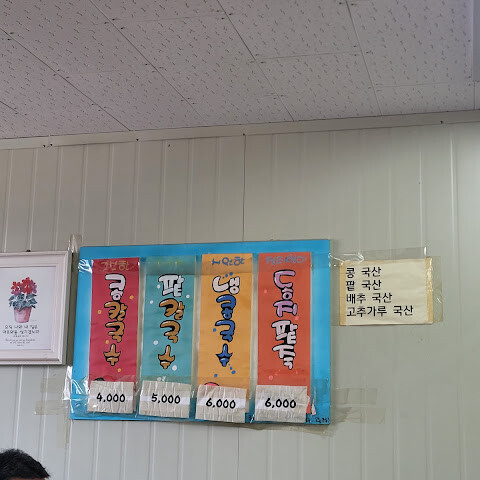 콩칼국수
4,000
팥칼국수
5,000
냉콩국수
6,000
동지팥죽
6,000
콩 국산
팥 국산
배추 국산
고추가루 국산